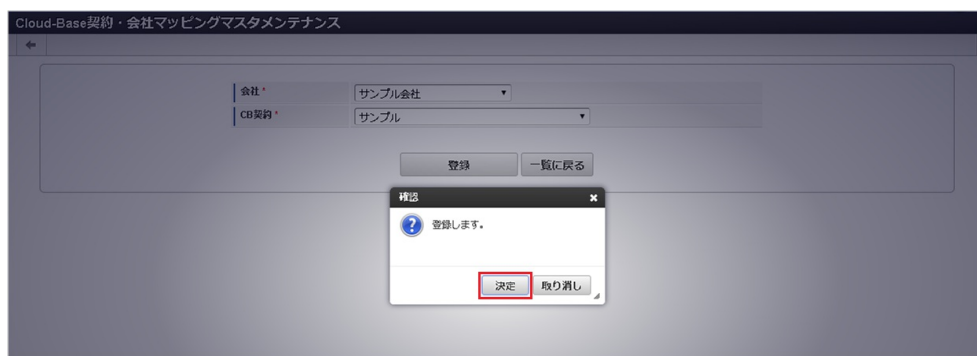 Cloud-Base契約・会社マッピングマスタメンテナンス
会社*
サンプル会社
CB契約*
サンプル
登録
一覧に戻る
確認
登録します。
決定
取り消し